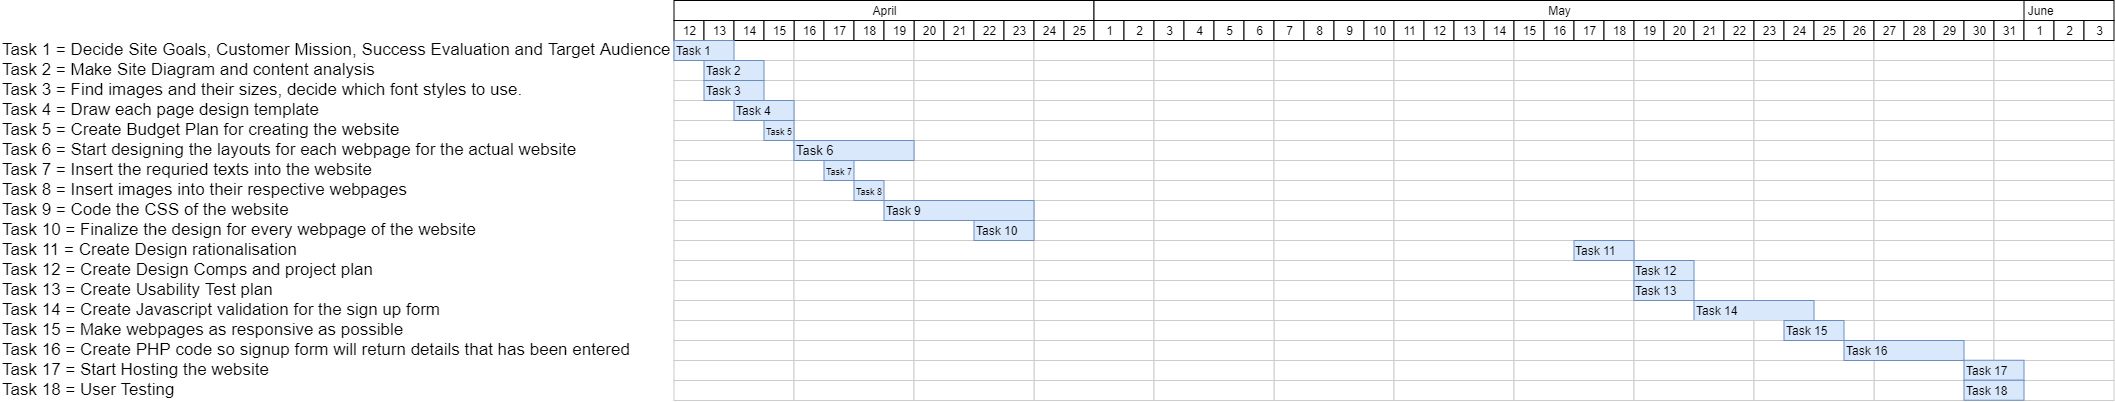 April May June
12 13 14 15 16 17 18 19 20 21 22 23 24 25 1 2 3 4 5 6 7 8 9 10 11 12 13 14 15 16 17 18 19 20 21 22 23 24 25 26 27 28 29 30 31 1 2 3
Task 1 = Decide Site Goals, Customer Mission, Success Evaluation and Target Audience Task 1
Task 2 = Make Site Diagram and content analysis Task 2
Task 3 = Find images and their sizes, decide which font styles to use. Task 3
Task 4 = Draw each page design template Task 4
Task 5 = Create Budget Plan for creating the website Task 5
Task 6 = Start designing the layouts for each webpage for the actual website Task 6
Task 7 = Insert the requried texts into the website Task 7
Task 8 = Insert images into their respective webpages Task 8
Task 9 = Code the CSS of the website Task 9
Task 10 = Finalize the design for every webpage of the website Task 10
Task 11 = Create Design rationalisation Task 11
Task 12 = Create Design Comps and project plan Task 12
Task 13 = Create Usability Test plan Task 13
Task 14 = Create Javascript validation for the sign up form Task 14
Task 15 = Make webpages as responsive as possible Task 15
Task 16 = Create PHP code so signup form will return details that has been entered Task 16
Task 17 = Start Hosting the website Task 17
Task 18 = User Testing Task 18